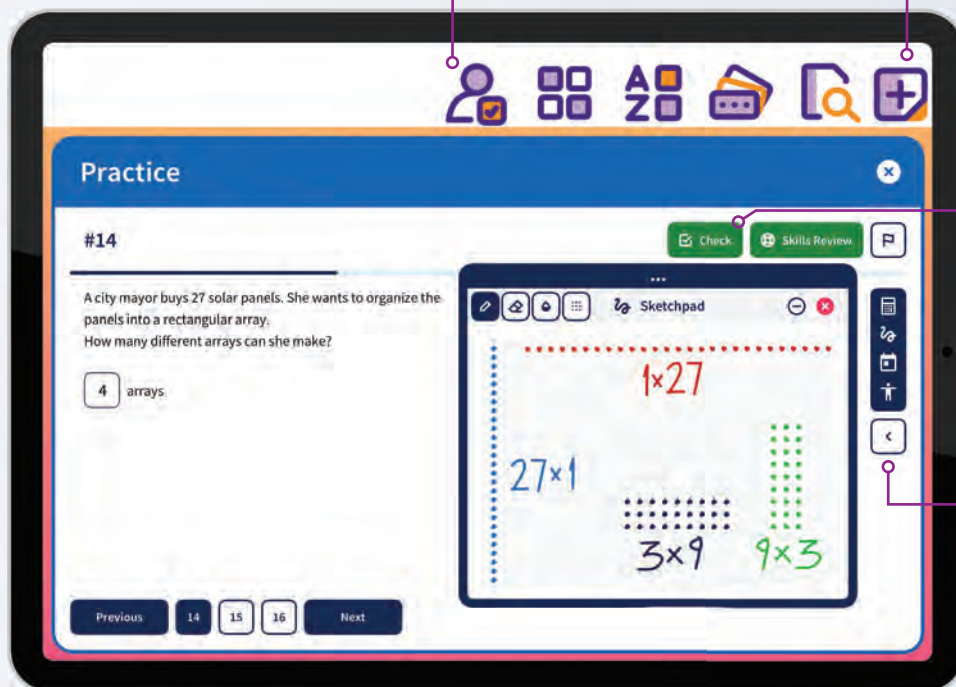 A
Z
Practice
#14
Check
Skills Review
A city mayor buys 27 solar panels. She wants to organize the
panels into a rectangular array.
How many different arrays can she make?
4 arrays
Sketchpad
1×27
27×1
3×9
9×3
Previous 14 15 16 Next